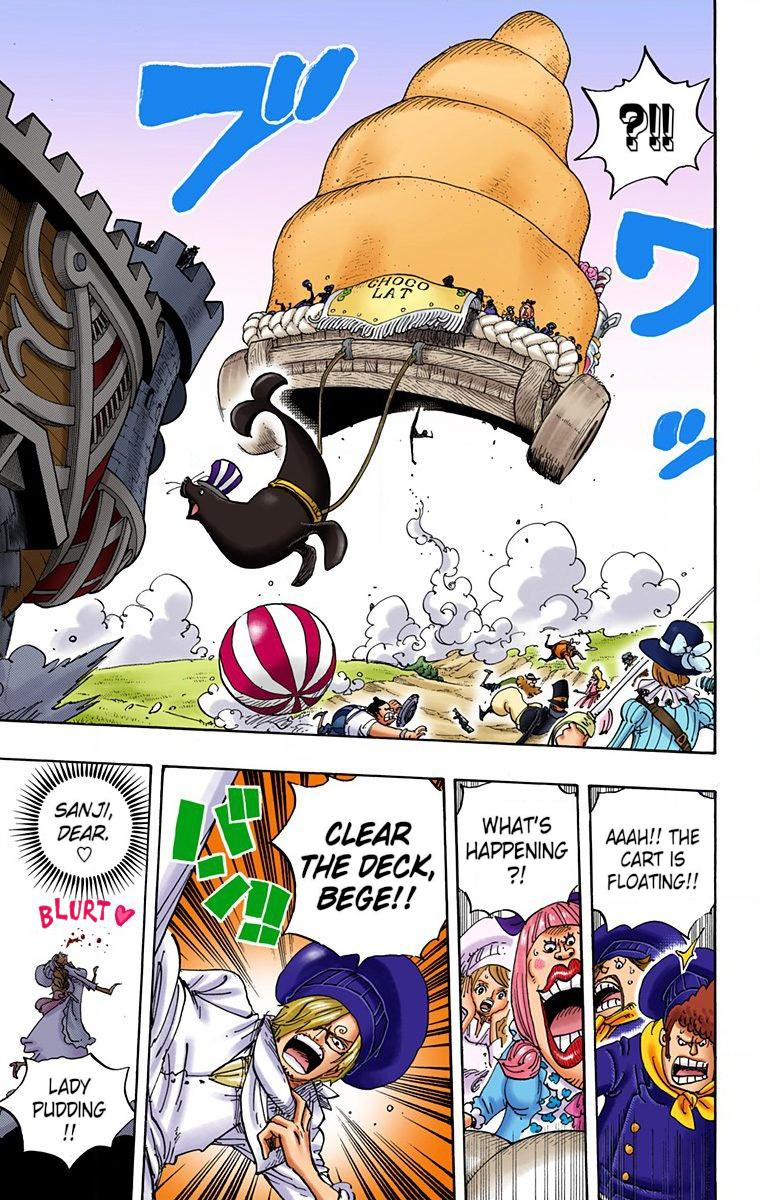 ?!!
ブ
ワ
ッ
CHOCO
LAT
AAAH!! THE
CART IS
FLOATING!!
WHAT'S
HAPPENING
?!
CLEAR
THE DECK,
BEGE!!
バンッ!!
SANJI,
DEAR.
♡
BLURT♥
LADY
PUDDING
!!